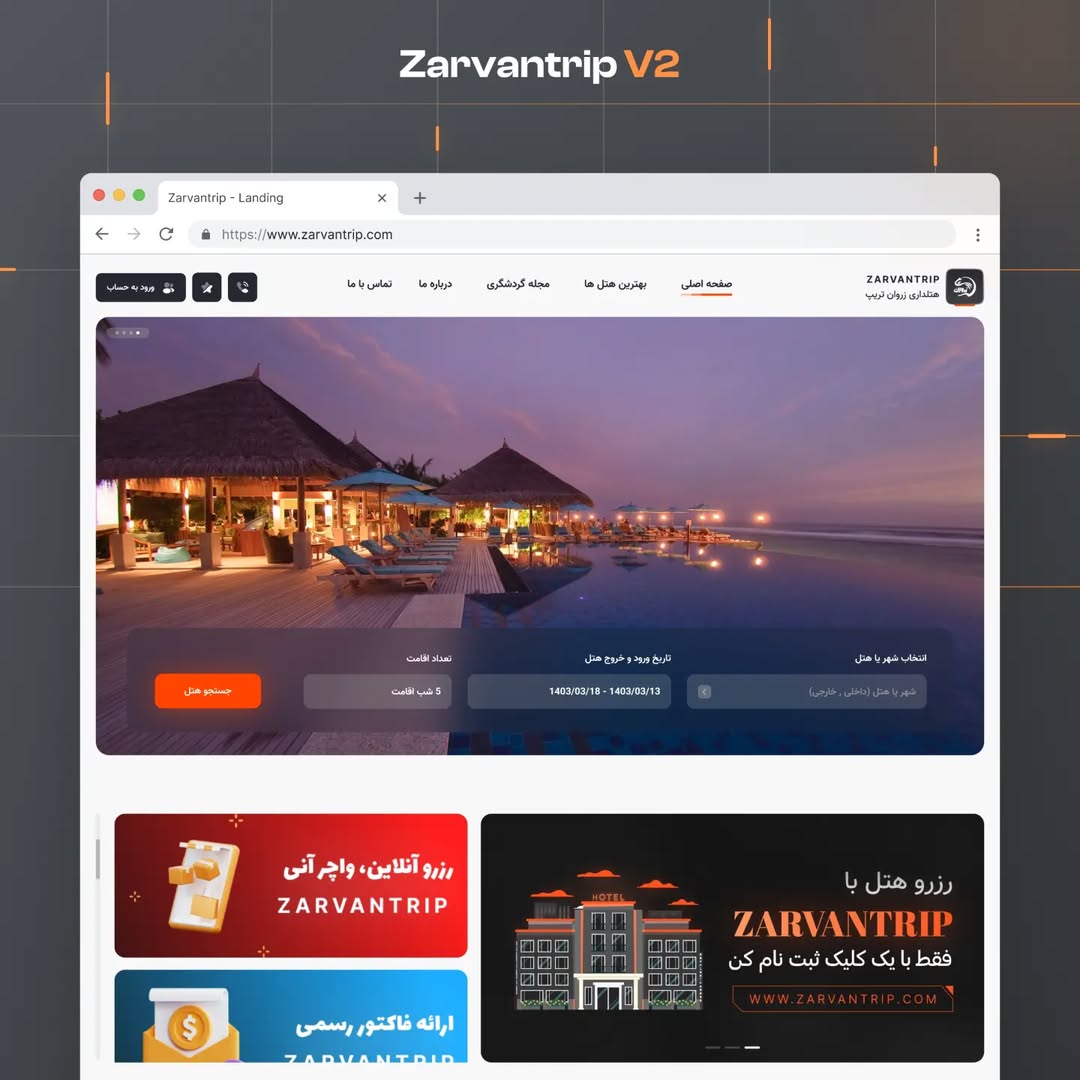 Zarvantrip V2
Zarvantrip - Landing
https://www.zarvantrip.com
ZARVANTRIP
هتلداری زروان تریپ
صفحه اصلی
بهترین هتل ها
مجله گردشگری
درباره ما
تماس با ما
ورود به حساب
انتخاب شهر یا هتل
تاریخ ورود و خروج هتل
تعداد اقامت
شهر یا هتل (داخلی , خارجی)
1403/03/18 - 1403/03/13
5 شب اقامت
جستجو هتل
رزرو هتل با
ZARVANTRIP
فقط با یک کلیک ثبت نام کن
WWW.ZARVANTRIP.COM
HOTEL
رزرو آنلاین، واچر آنی
ZARVANTRIP
ارائه فاکتور رسمی
ZARVANTRIP